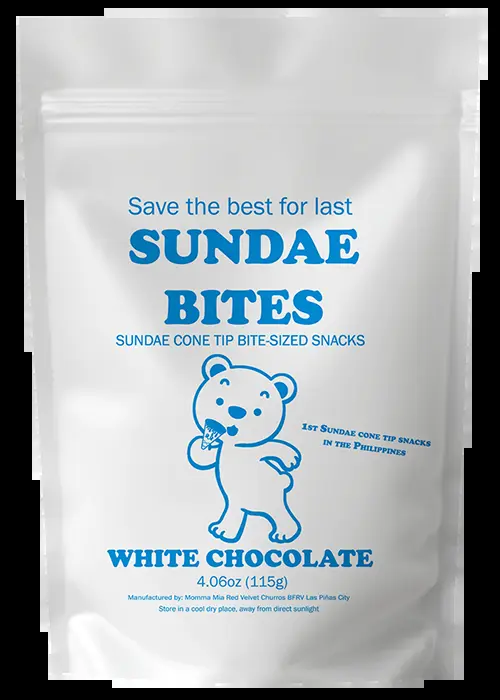 Save the best for last
SUNDAE
BITES
SUNDAE CONE TIP BITE-SIZED SNACKS
1st Sundae cone tip snacks
in the Philippines
WHITE CHOCOLATE
4.06oz (115g)
Manufactured by: Momma Mia Red Velvet Churros BFRV Las Piñas City
Store in a cool dry place, away from direct sunlight